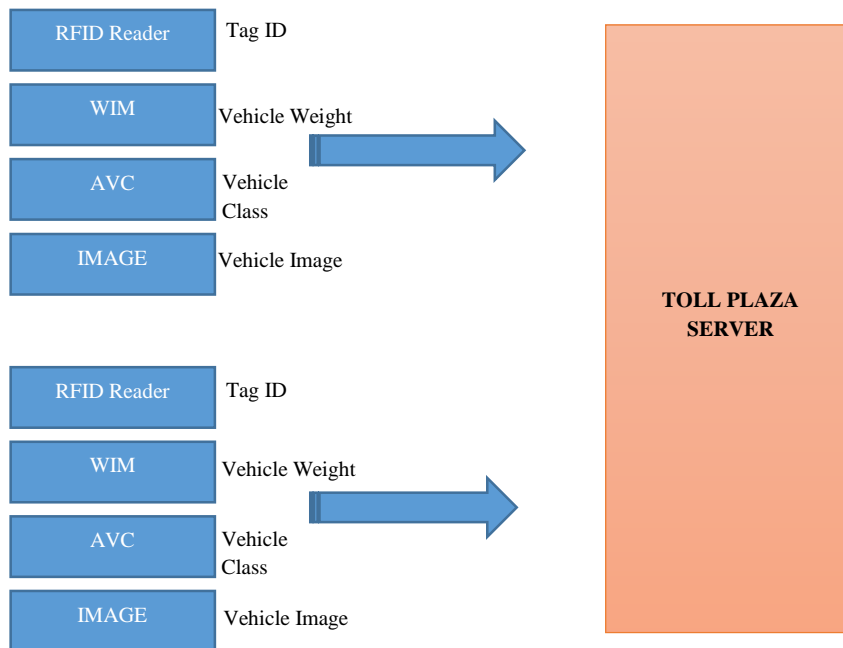 RFID Reader
Tag ID
WIM
Vehicle Weight
AVC
Vehicle
Class
IMAGE
Vehicle Image
TOLL PLAZA
SERVER
RFID Reader
Tag ID
WIM
Vehicle Weight
AVC
Vehicle
Class
IMAGE
Vehicle Image